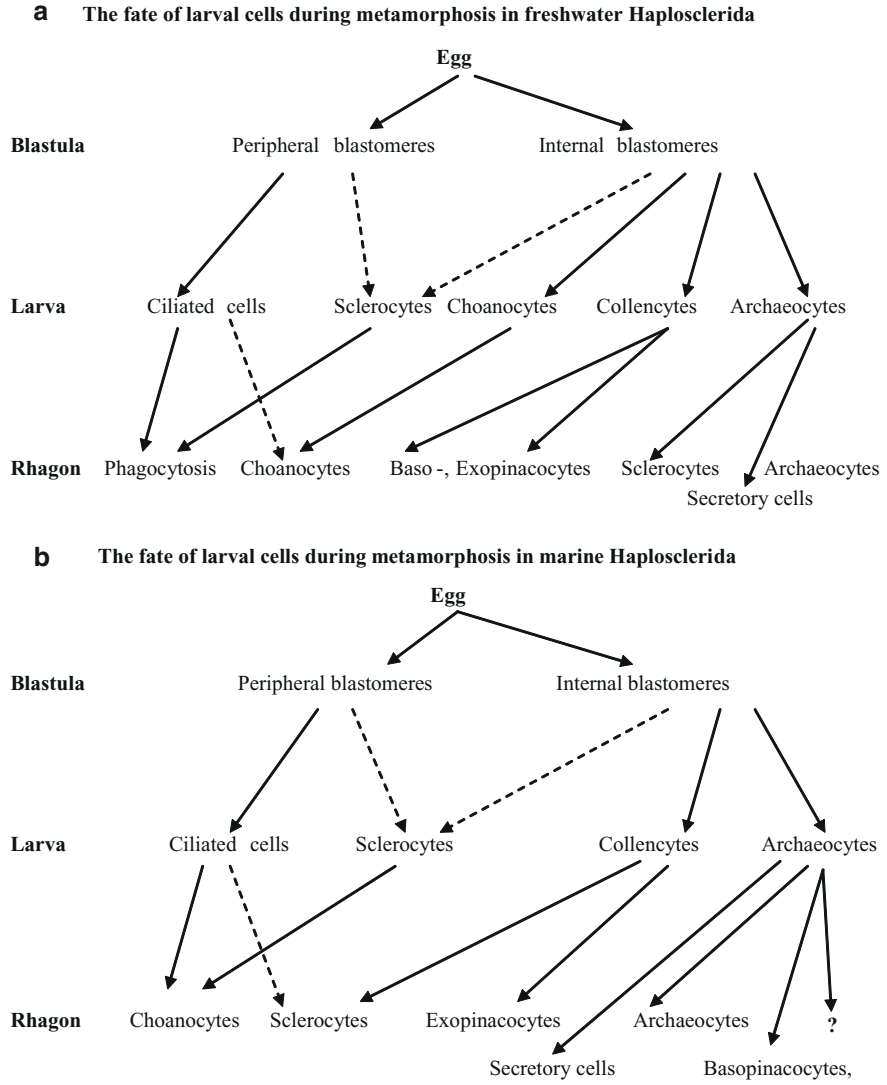 a The fate of larval cells during metamorphosis in freshwater Haplosclerida
Egg
Blastula Peripheral blastomeres Internal blastomeres
Larva Ciliated cells Sclerocytes Choanocytes Collencytes Archaeocytes
Rhagon Phagocytosis Choanocytes Baso -, Exopinacocytes Sclerocytes Archaeocytes
Secretory cells
b The fate of larval cells during metamorphosis in marine Haplosclerida
Egg
Blastula Peripheral blastomeres Internal blastomeres
Larva Ciliated cells Sclerocytes Collencytes Archaeocytes
Rhagon Choanocytes Sclerocytes Exopinacocytes Archaeocytes ?
Secretory cells Basopinacocytes,